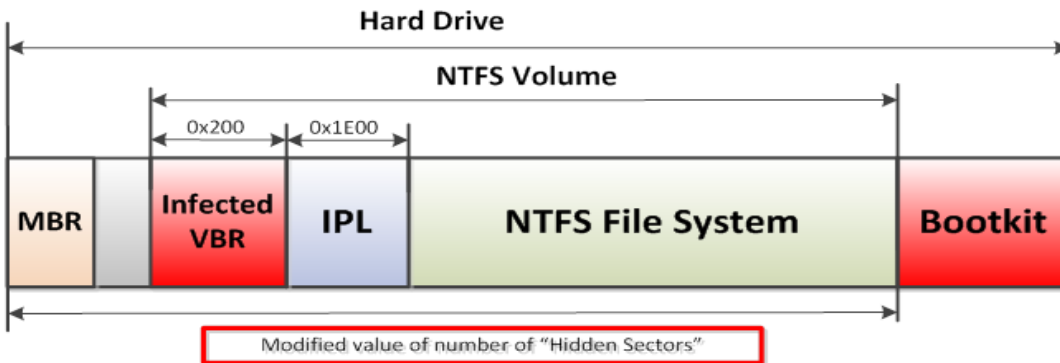 Hard Drive
NTFS Volume
0x200
0x1E00
MBR
Infected
VBR
IPL
NTFS File System
Bootkit
Modified value of number of “Hidden Sectors”